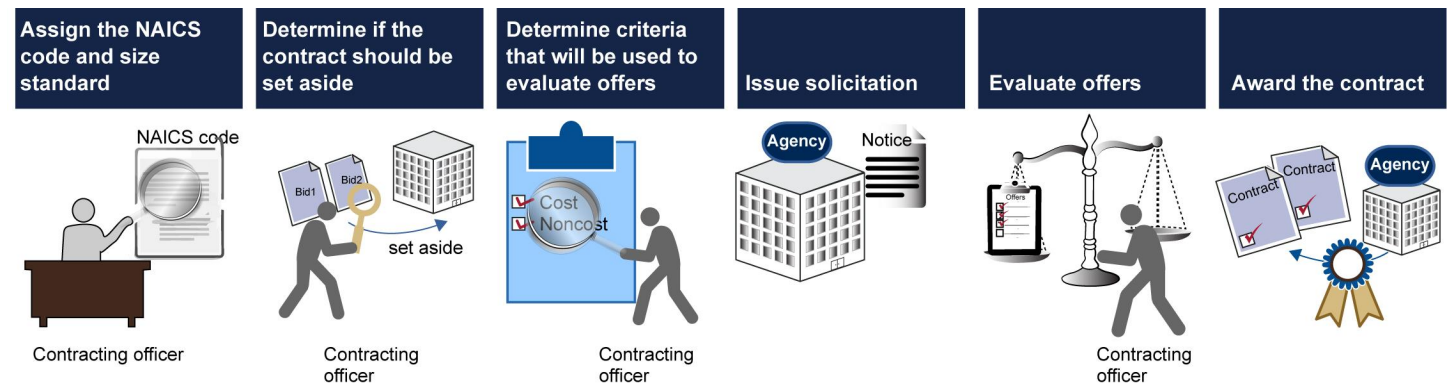 Assign the NAICS
code and size
standard
Determine if the
contract should be
set aside
Determine criteria
that will be used to
evaluate offers
Issue solicitation
Evaluate offers
Award the contract
NAICS code
Contracting officer
Bid1
Bid2
set aside
Contracting
officer
Cost
Noncost
Contracting
officer
Agency
Notice
Offers
Contracting
officer
Contract
Contract
Agency